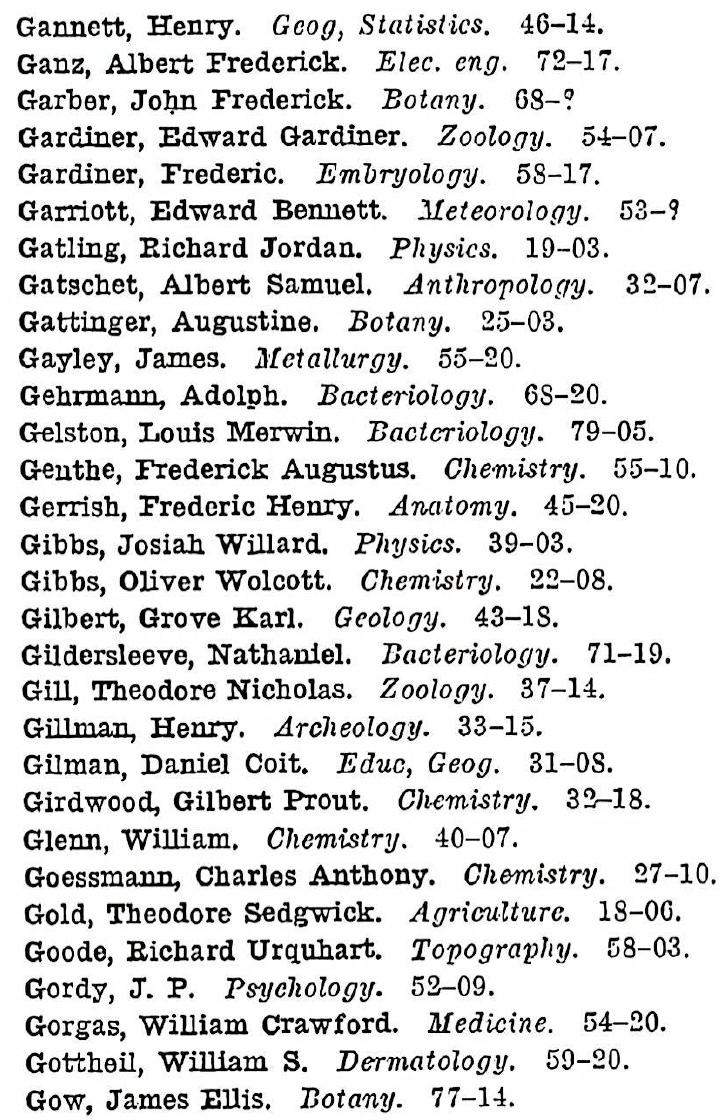 Gannett, Henry. Geog, Statistics. 46–14.
Ganz, Albert Frederick. Elec. eng. 72–17.
Garber, John Frederick. Botany. 68–?
Gardiner, Edward Gardiner. Zoology. 54–07.
Gardiner, Frederic. Embryology. 58–17.
Garriott, Edward Bennett. Meteorology. 53–?
Gatling, Richard Jordan. Physics. 19–03.
Gatschet, Albert Samuel. Anthropology. 32–07.
Gattinger, Augustine. Botany. 25–03.
Gayley, James. Metallurgy. 55–20.
Gehrmann, Adolph. Bacteriology. 68–20.
Gelston, Louis Merwin. Bacteriology. 79–05.
Genthe, Frederick Augustus. Chemistry. 55–10.
Gerrish, Frederic Henry. Anatomy. 45–20.
Gibbs, Josiah Willard. Physics. 39–03.
Gibbs, Oliver Wolcott. Chemistry. 22–08.
Gilbert, Grove Karl. Geology. 43–18.
Gildersleeve, Nathaniel. Bacteriology. 71–19.
Gill, Theodore Nicholas. Zoology. 37–14.
Gillman, Henry. Archeology. 33–15.
Gilman, Daniel Coit. Educ, Geog. 31–08.
Girdwood, Gilbert Prout. Chemistry. 32–18.
Glenn, William. Chemistry. 40–07.
Goessmann, Charles Anthony. Chemistry. 27–10.
Gold, Theodore Sedgwick. Agriculture. 18–06.
Goode, Richard Urquhart. Topography. 58–03.
Gordy, J. P. Psychology. 52–09.
Gorgas, William Crawford. Medicine. 54–20.
Gottheil, William S. Dermatology. 59–20.
Gow, James Ellis. Botany. 77–14.